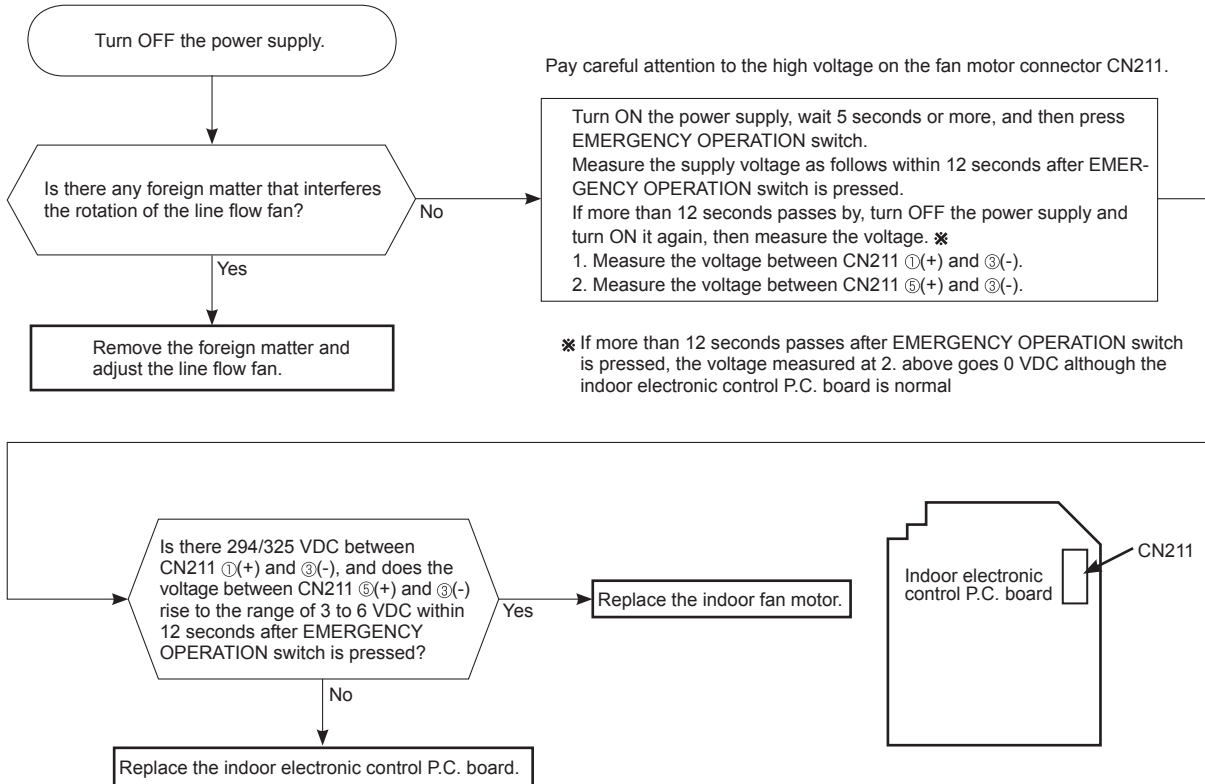 Turn OFF the power supply.
Pay careful attention to the high voltage on the fan motor connector CN211.
Is there any foreign matter that interferes
the rotation of the line flow fan?
No
Yes
Remove the foreign matter and
adjust the line flow fan.
Turn ON the power supply, wait 5 seconds or more, and then press
EMERGENCY OPERATION switch.
Measure the supply voltage as follows within 12 seconds after EMER-
GENCY OPERATION switch is pressed.
If more than 12 seconds passes by, turn OFF the power supply and
turn ON it again, then measure the voltage. ※
1. Measure the voltage between CN211 ①(+) and ③(-).
2. Measure the voltage between CN211 ⑤(+) and ③(-).
※ If more than 12 seconds passes after EMERGENCY OPERATION switch
is pressed, the voltage measured at 2. above goes 0 VDC although the
indoor electronic control P.C. board is normal
Is there 294/325 VDC between
CN211 ①(+) and ③(-), and does the
voltage between CN211 ⑤(+) and ③(-)
rise to the range of 3 to 6 VDC within
12 seconds after EMERGENCY
OPERATION switch is pressed?
Yes
Replace the indoor fan motor.
No
Replace the indoor electronic control P.C. board.
CN211
Indoor electronic
control P.C. board